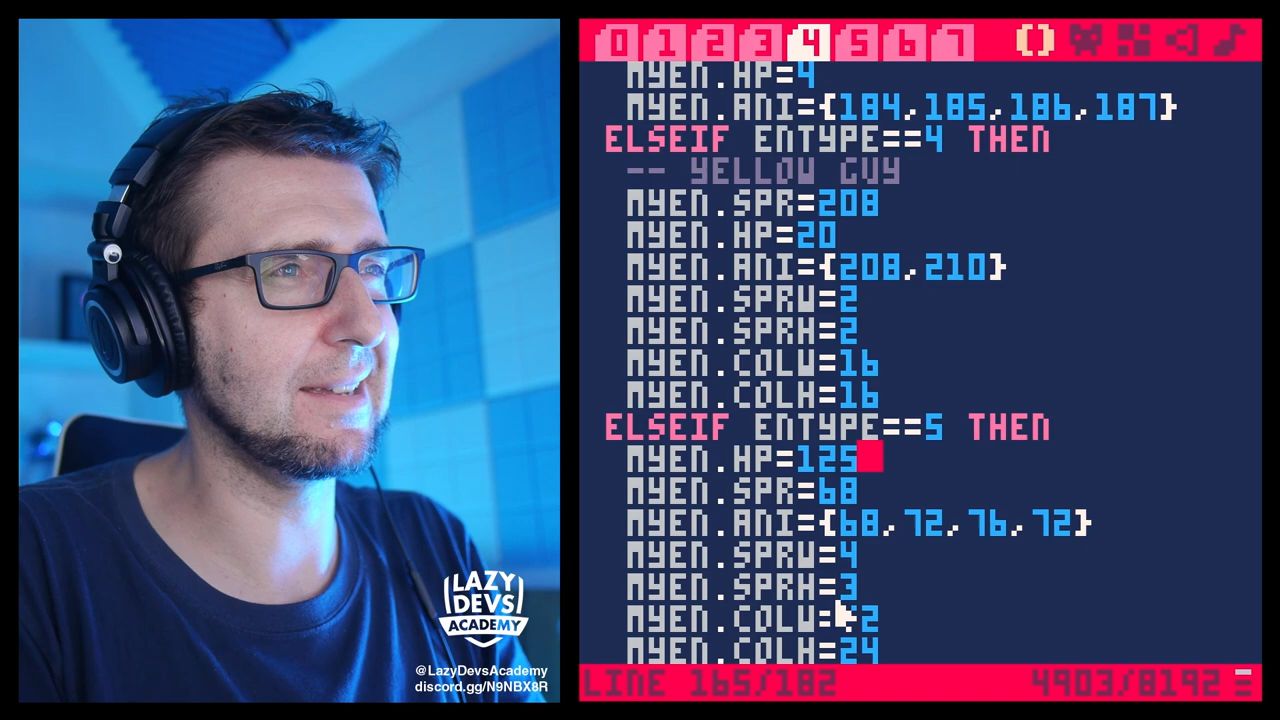 LAZY
DEVS
ACADEMY
@LazyDevsAcademy
discord.gg/N9NBX8R
0 1 2 3 4 5 6 7 ()
MYEN.HP=4
MYEN.ANI={184,185,186,187}
ELSEIF ENTYPE==4 THEN
-- YELLOW GUY
MYEN.SPR=208
MYEN.HP=20
MYEN.ANI={208,210}
MYEN.SPRW=2
MYEN.SPRH=2
MYEN.COLW=16
MYEN.COLH=16
ELSEIF ENTYPE==5 THEN
MYEN.HP=125
MYEN.SPR=68
MYEN.ANI={68,72,76,72}
MYEN.SPRW=4
MYEN.SPRH=3
MYEN.COLW=
MYEN.COLH=24
LINE 165/182 4903/8192